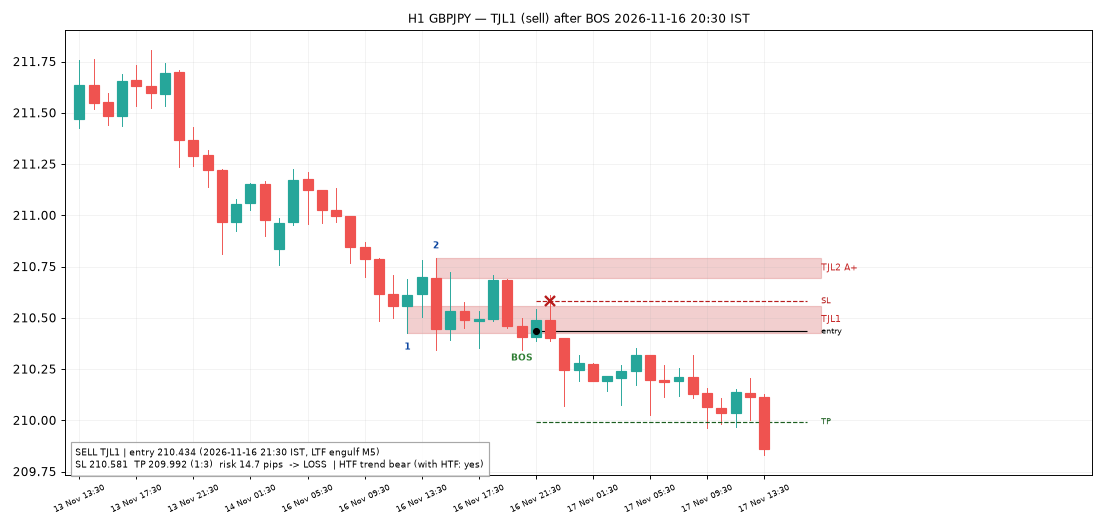 H1 GBPJPY — TJL1 (sell) after BOS 2026-11-16 20:30 IST
211.75
211.50
211.25
211.00
210.75
210.50
210.25
210.00
209.75
2
1
BOS
TJL2 A+
SL
TJL1
entry
TP
SELL TJL1 | entry 210.434 (2026-11-16 21:30 IST, LTF engulf M5)
SL 210.581  TP 209.992 (1:3)  risk 14.7 pips  -> LOSS  | HTF trend bear (with HTF: yes)
13 Nov 13:30
13 Nov 17:30
13 Nov 21:30
14 Nov 01:30
16 Nov 05:30
16 Nov 09:30
16 Nov 13:30
16 Nov 17:30
16 Nov 21:30
17 Nov 01:30
17 Nov 05:30
17 Nov 09:30
17 Nov 13:30